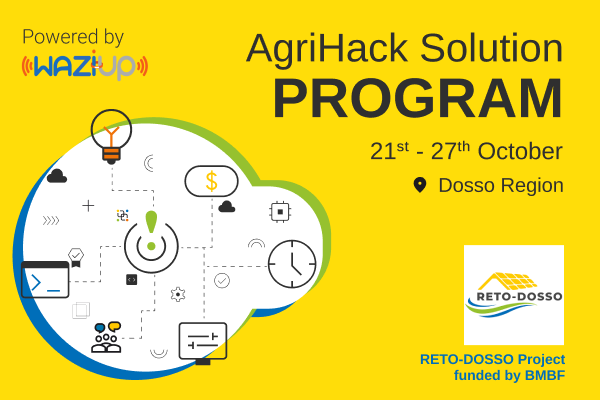 Powered by
WAZIUP
AgriHack Solution
PROGRAM
21st - 27th October
Dosso Region
$
RETO-DOSSO
RETO-DOSSO Project
funded by BMBF